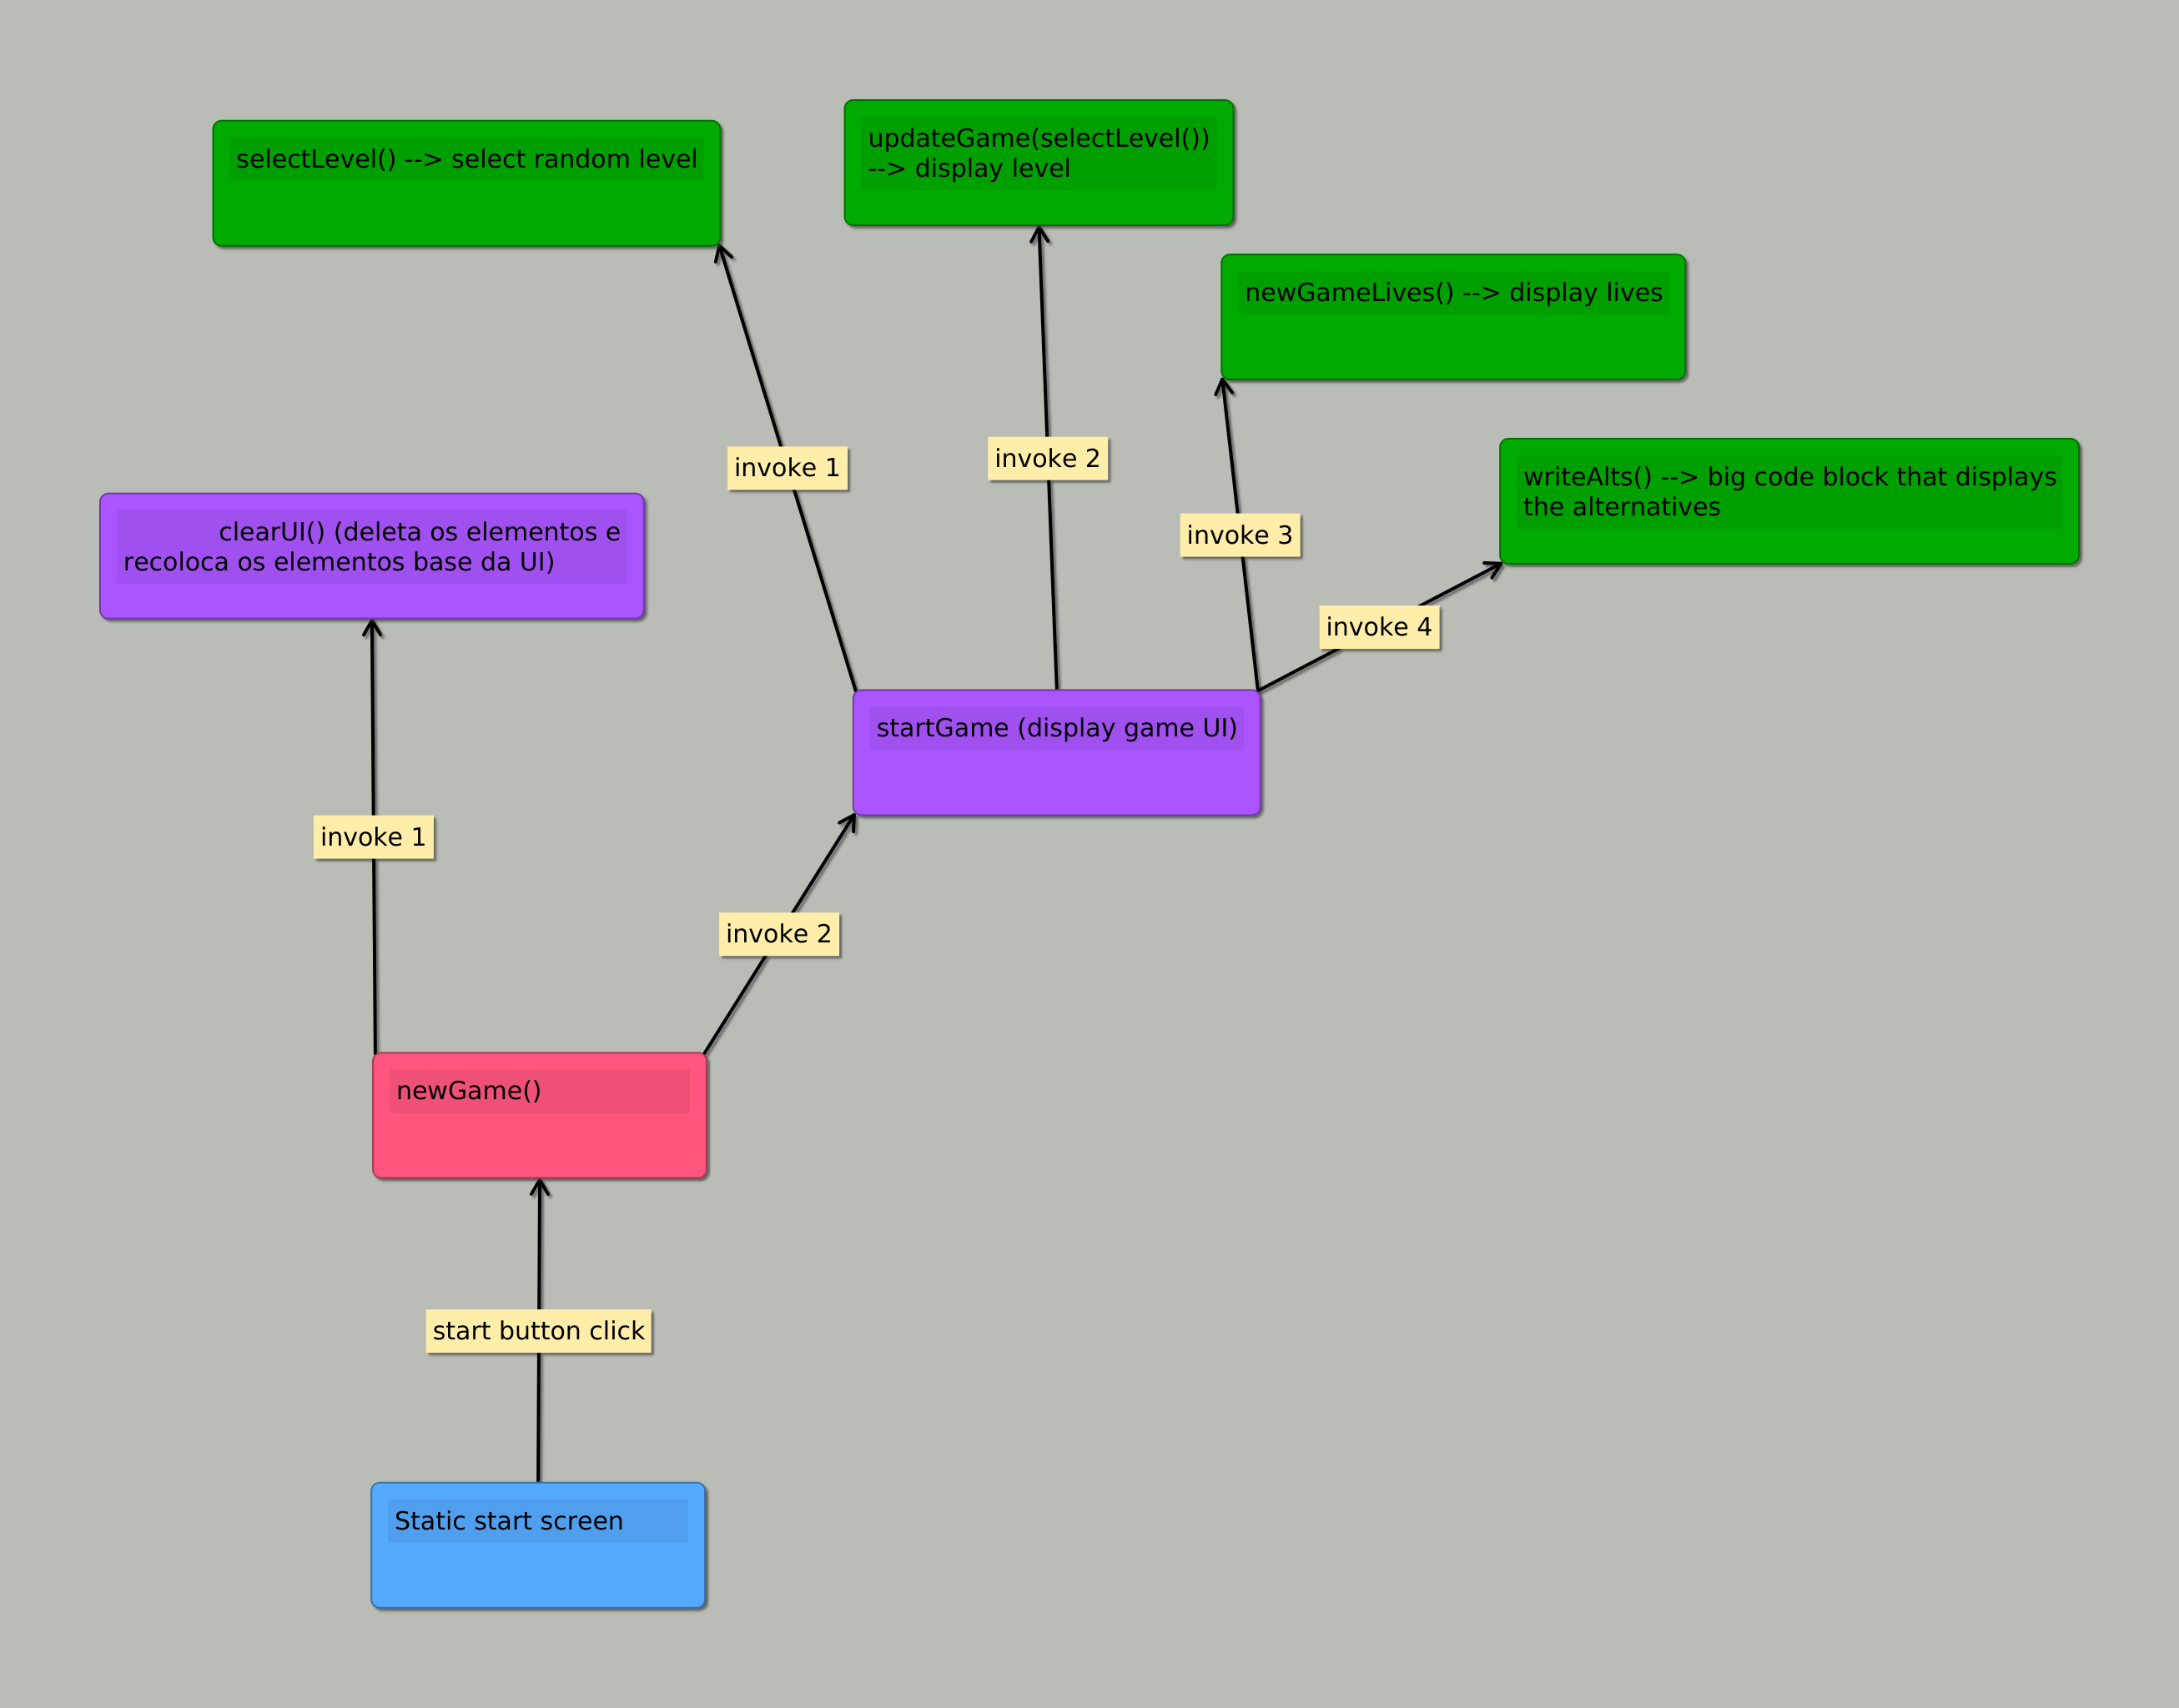 selectLevel() --> select random level
updateGame(selectLevel())
--> display level
newGameLives() --> display lives
invoke 1
invoke 2
invoke 3
writeAlts() --> big code block that displays
the alternatives
clearUI() (deleta os elementos e
recoloca os elementos base da UI)
invoke 4
startGame (display game UI)
invoke 1
invoke 2
newGame()
start button click
Static start screen